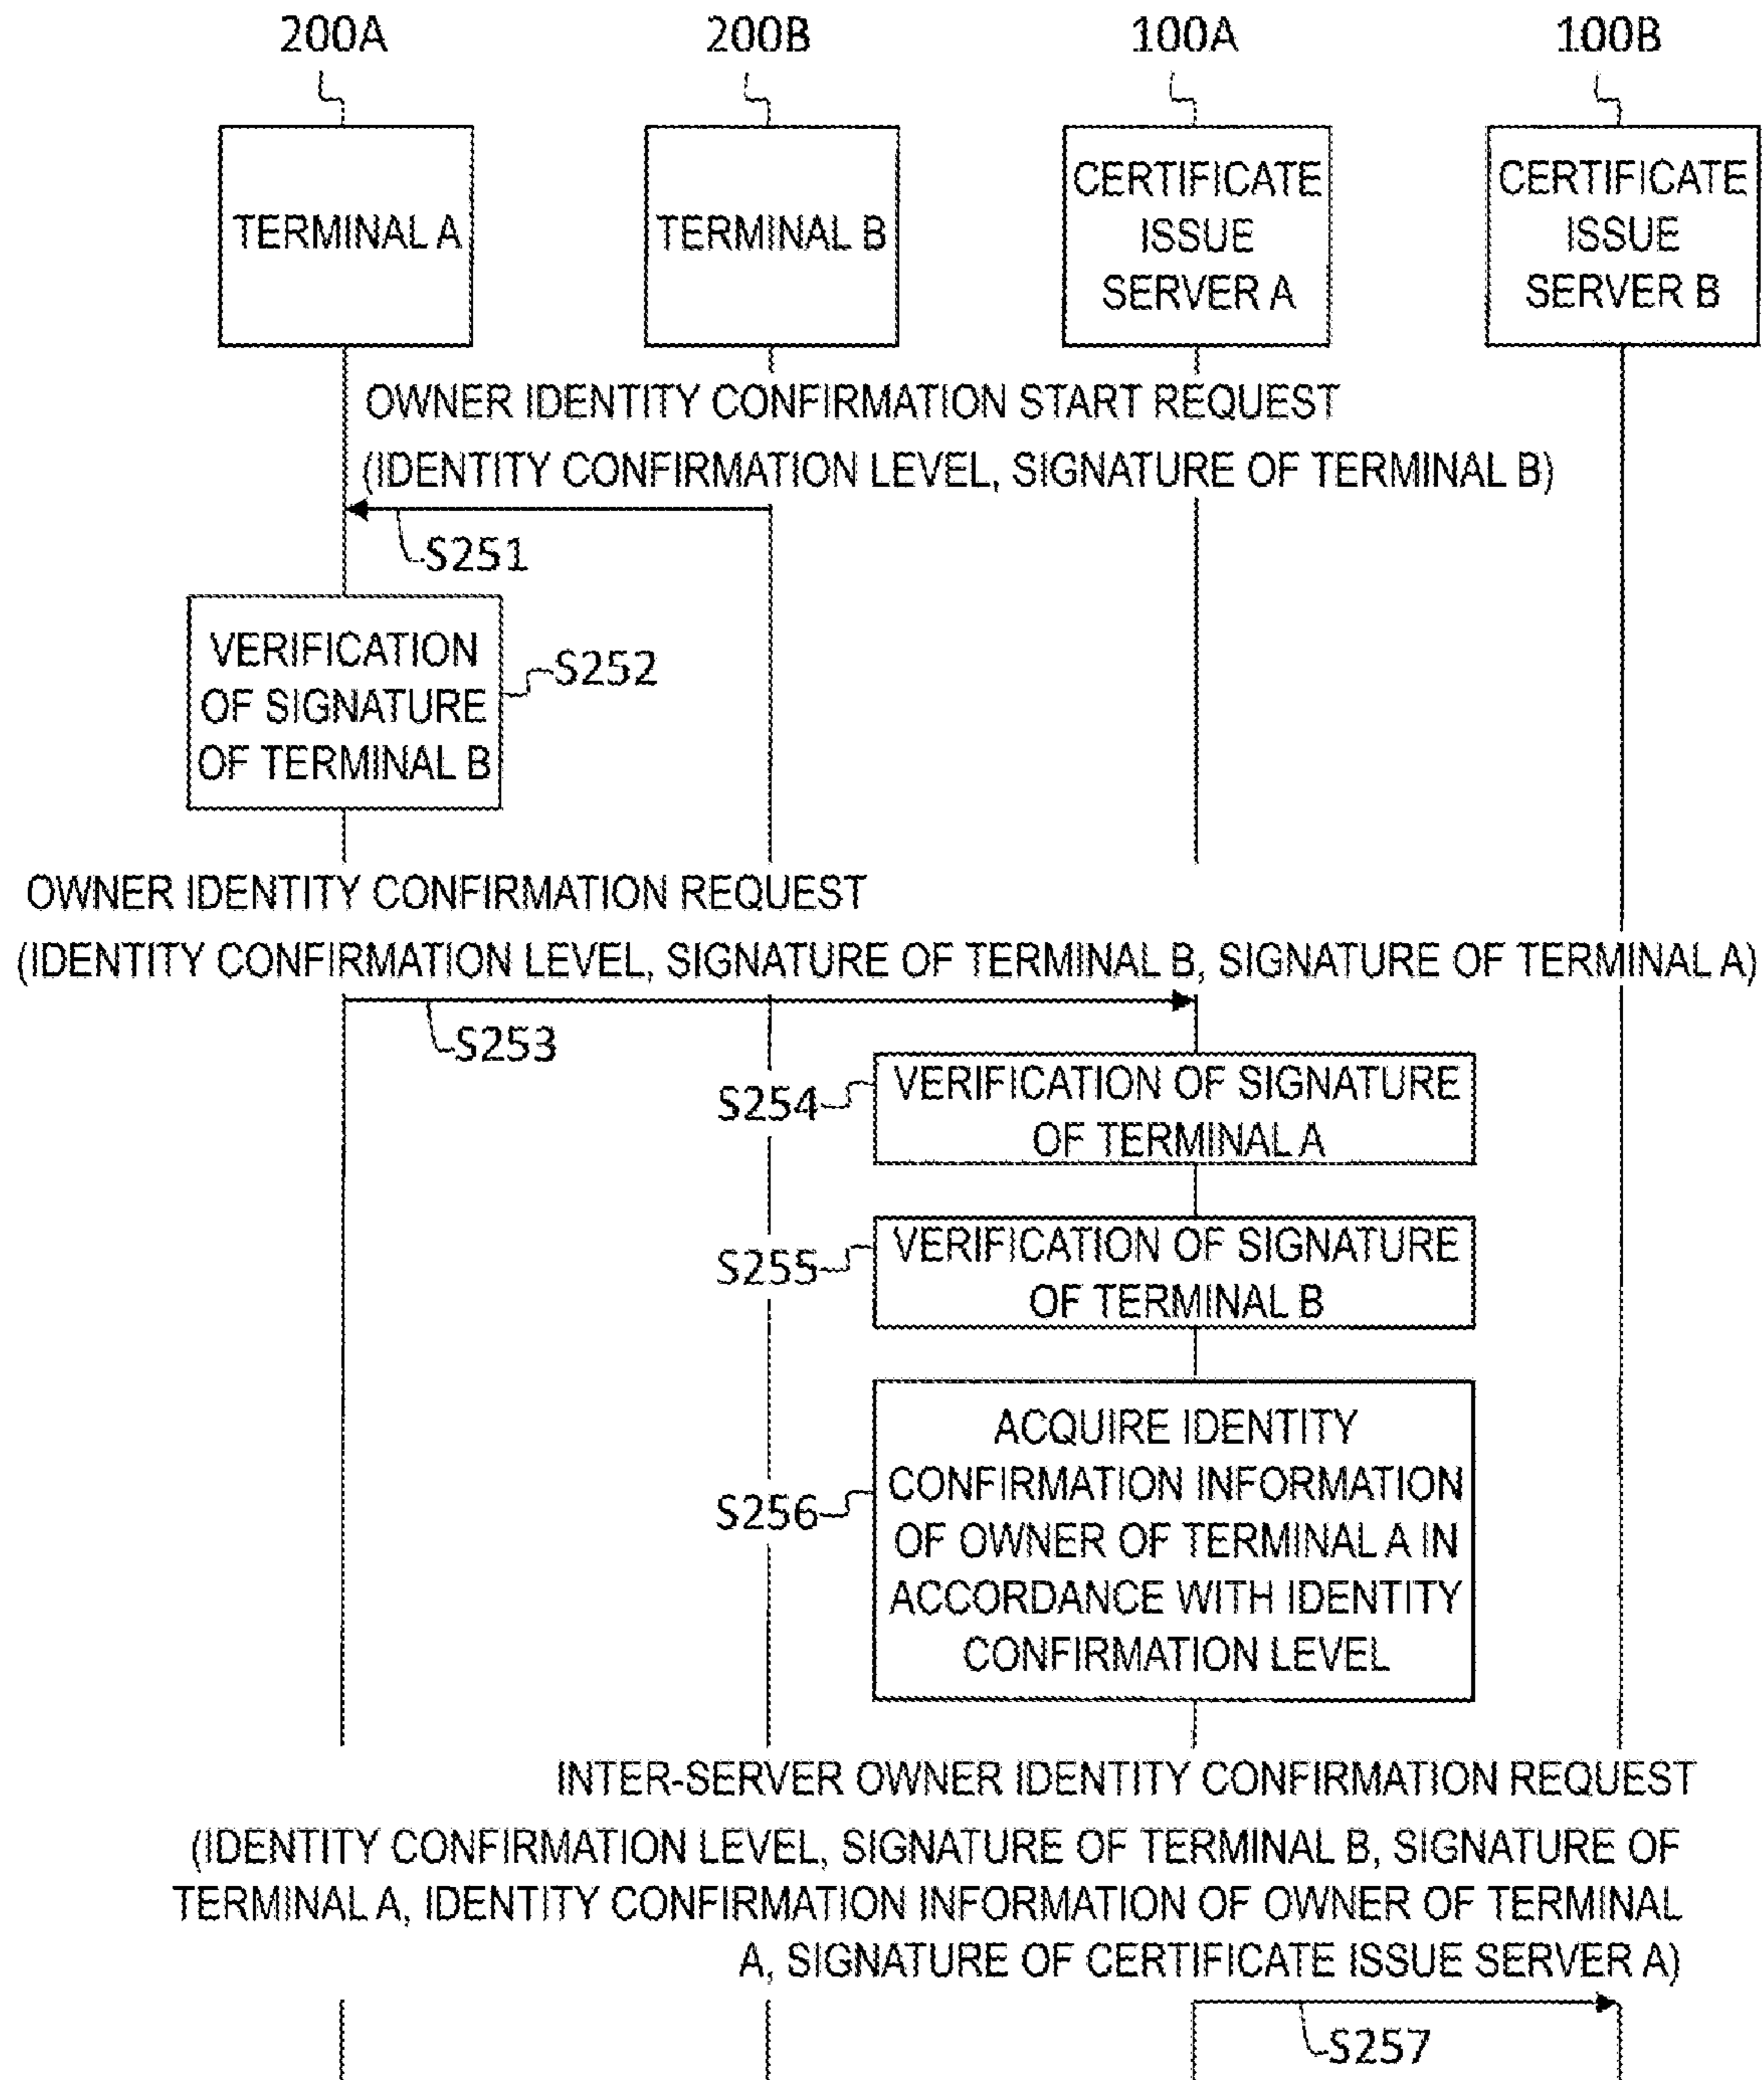 200A
200B
100A
100B
TERMINAL A
TERMINAL B
CERTIFICATE
ISSUE
SERVER A
CERTIFICATE
ISSUE
SERVER B
OWNER IDENTITY CONFIRMATION START REQUEST
(IDENTITY CONFIRMATION LEVEL, SIGNATURE OF TERMINAL B)
S251
VERIFICATION
OF SIGNATURE
OF TERMINAL B
S252
OWNER IDENTITY CONFIRMATION REQUEST
(IDENTITY CONFIRMATION LEVEL, SIGNATURE OF TERMINAL B, SIGNATURE OF TERMINAL A)
S253
S254
VERIFICATION OF SIGNATURE
OF TERMINAL A
S255
VERIFICATION OF SIGNATURE
OF TERMINAL B
S256
ACQUIRE IDENTITY
CONFIRMATION INFORMATION
OF OWNER OF TERMINAL A IN
ACCORDANCE WITH IDENTITY
CONFIRMATION LEVEL
INTER-SERVER OWNER IDENTITY CONFIRMATION REQUEST
(IDENTITY CONFIRMATION LEVEL, SIGNATURE OF TERMINAL B, SIGNATURE OF
TERMINAL A, IDENTITY CONFIRMATION INFORMATION OF OWNER OF TERMINAL
A, SIGNATURE OF CERTIFICATE ISSUE SERVER A)
S257